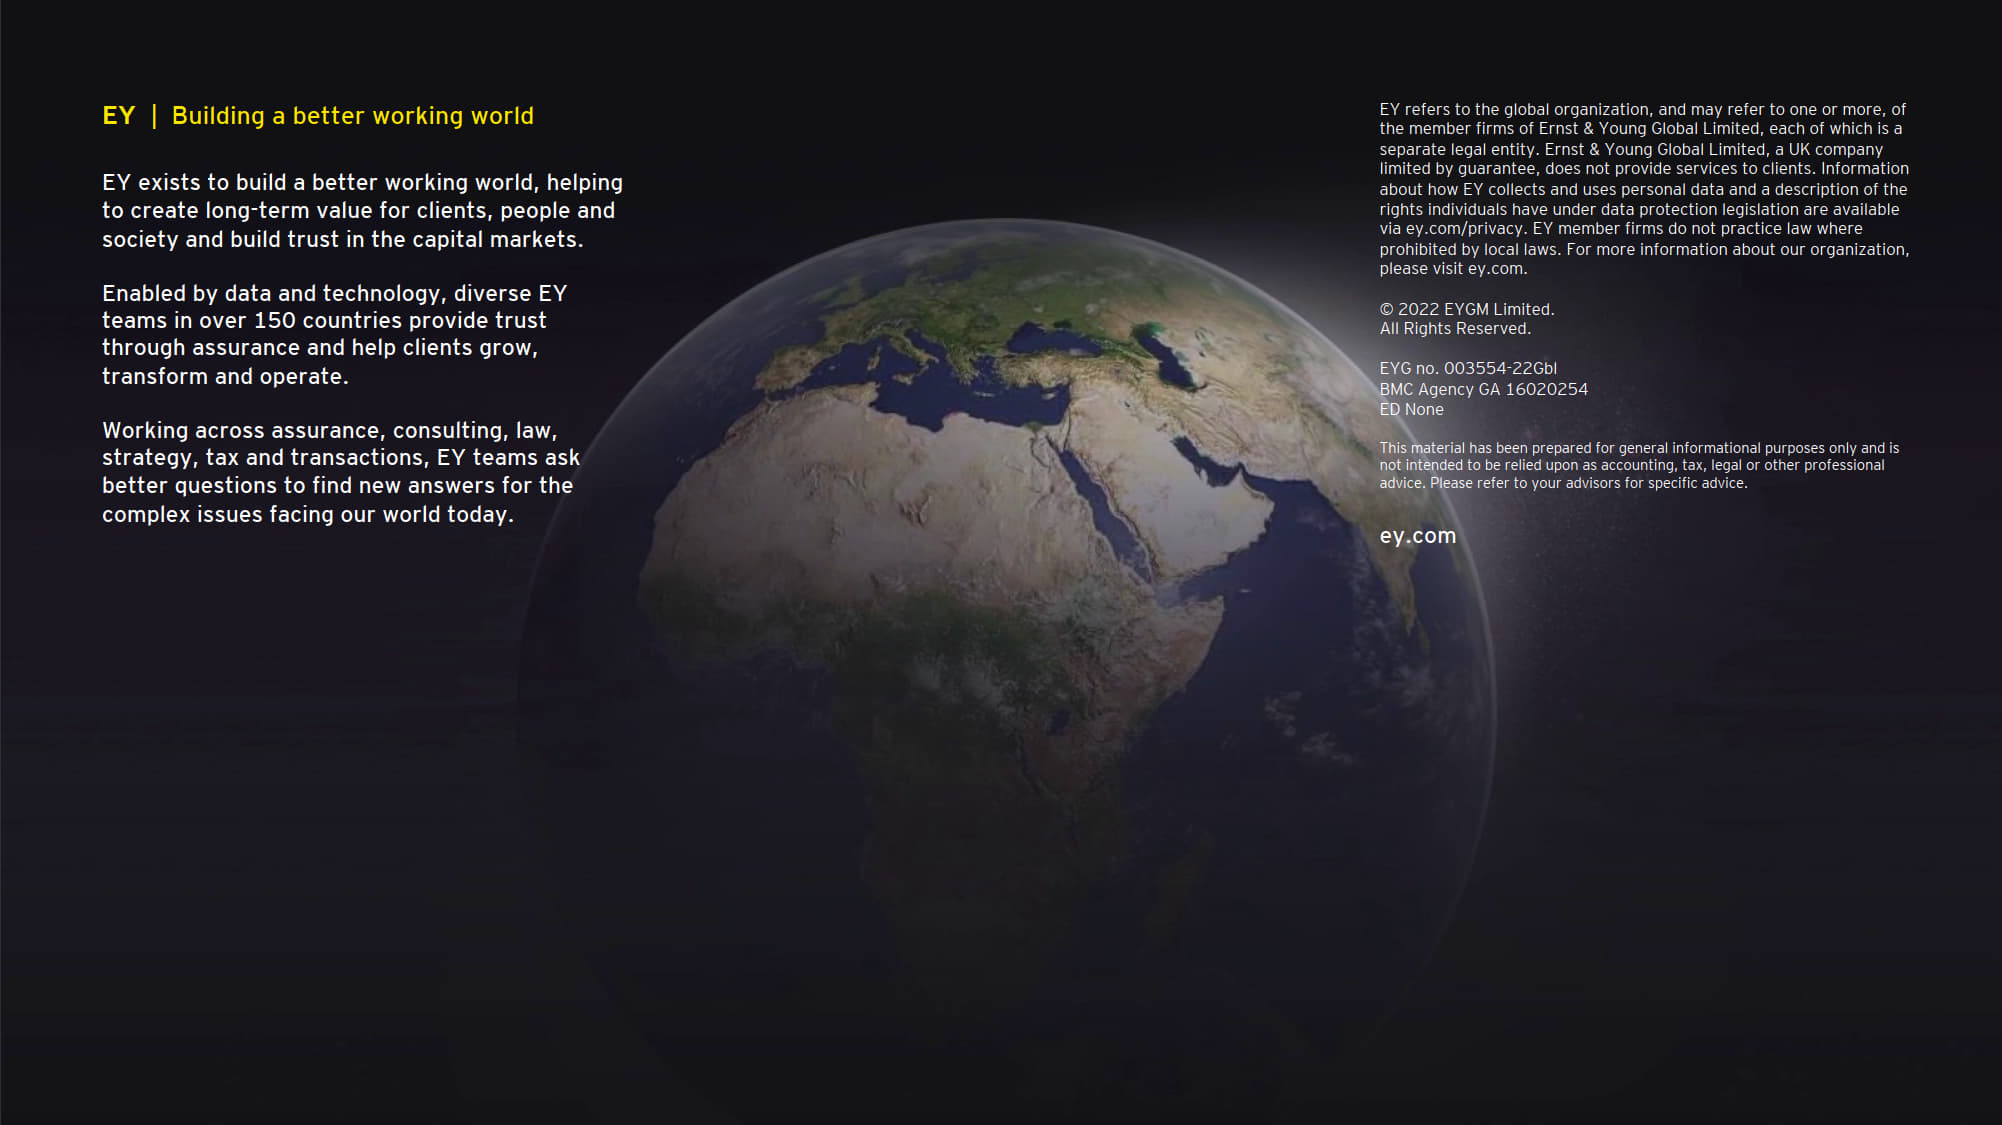 EY | Building a better working world
EY exists to build a better working world, helping
to create long-term value for clients, people and
society and build trust in the capital markets.
Enabled by data and technology, diverse EY
teams in over 150 countries provide trust
through assurance and help clients grow,
transform and operate.
Working across assurance, consulting, law,
strategy, tax and transactions, EY teams ask
better questions to find new answers for the
complex issues facing our world today.
EY refers to the global organization, and may refer to one or more, of
the member firms of Ernst & Young Global Limited, each of which is a
separate legal entity. Ernst & Young Global Limited, a UK company
limited by guarantee, does not provide services to clients. Information
about how EY collects and uses personal data and a description of the
rights individuals have under data protection legislation are available
via ey.com/privacy. EY member firms do not practice law where
prohibited by local laws. For more information about our organization,
please visit ey.com.
© 2022 EYGM Limited.
All Rights Reserved.
EYG no. 003554-22Gbl
BMC Agency GA 16020254
ED None
This material has been prepared for general informational purposes only and is
not intended to be relied upon as accounting, tax, legal or other professional
advice. Please refer to your advisors for specific advice.
ey.com